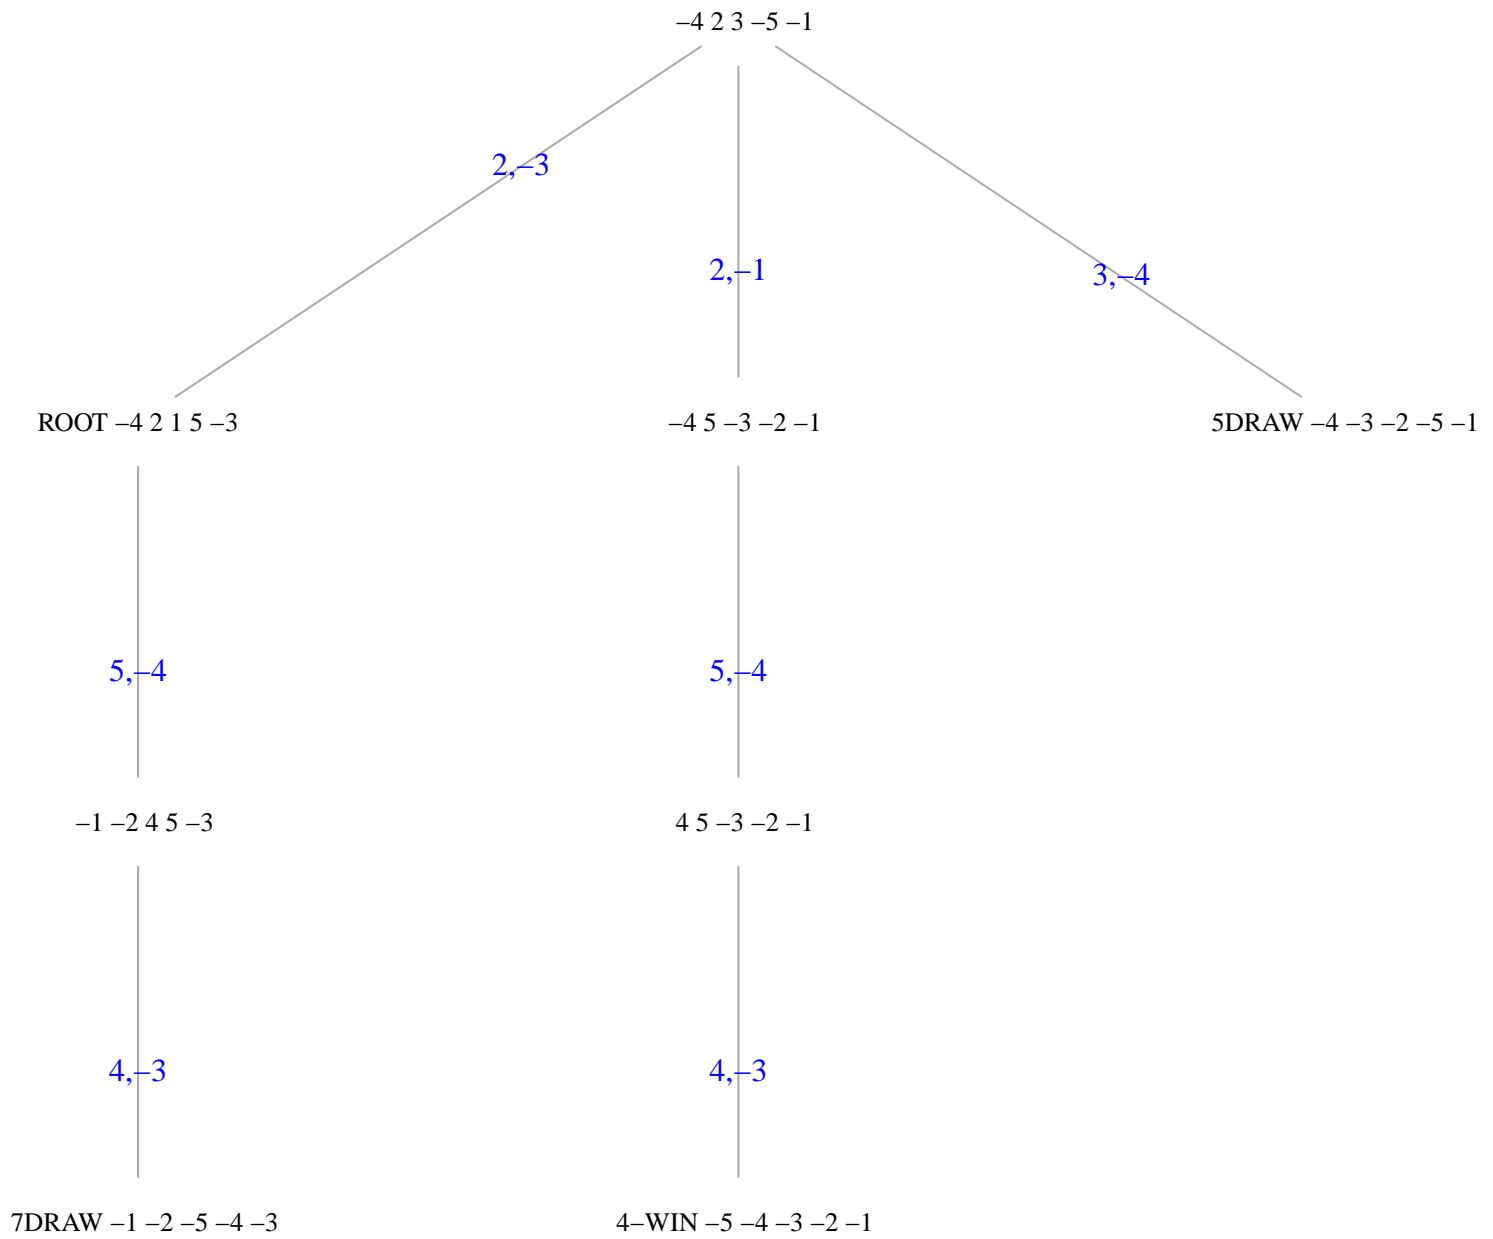 –4 2 3 –5 –1
2,–3
2,–1
3,–4
ROOT –4 2 1 5 –3
–4 5 –3 –2 –1
5DRAW –4 –3 –2 –5 –1
5,–4
5,–4
–1 –2 4 5 –3
4 5 –3 –2 –1
4,–3
4,–3
7DRAW –1 –2 –5 –4 –3
4–WIN –5 –4 –3 –2 –1